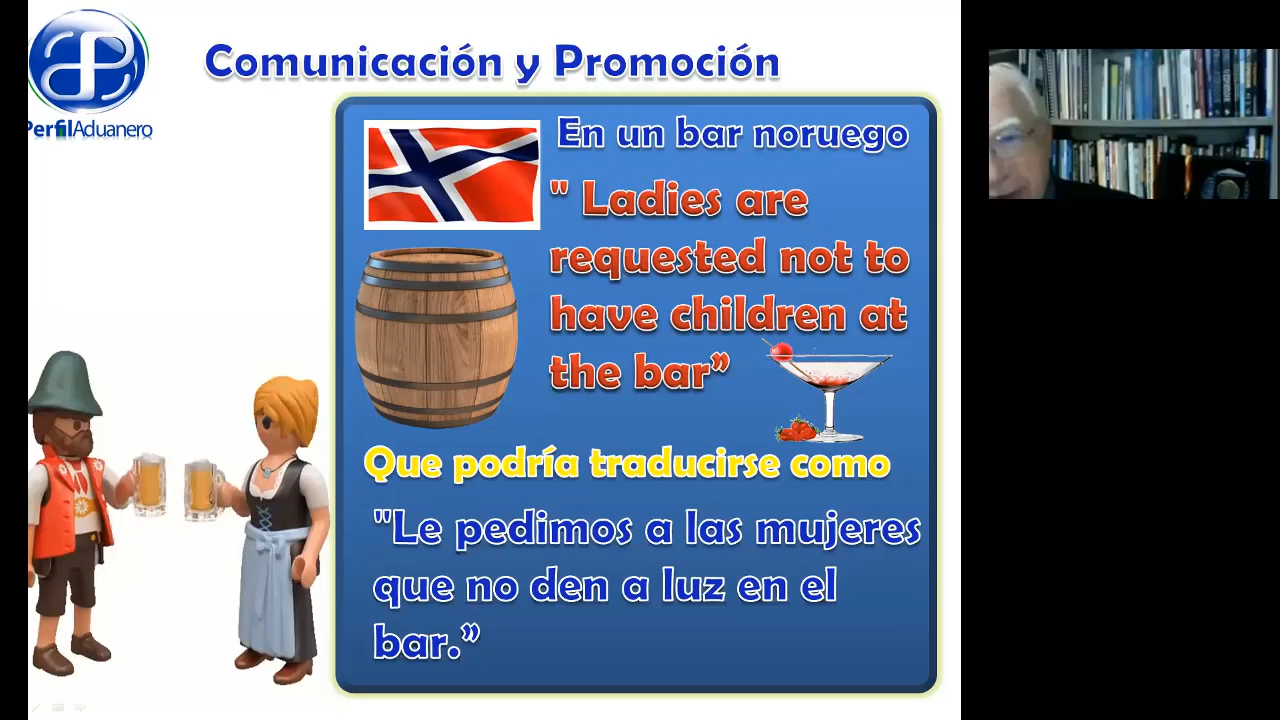 Comunicación y Promoción
PerfilAduanero
En un bar noruego
" Ladies are
requested not to
have children at
the bar”
Que podría traducirse como
"Le pedimos a las mujeres
que no den a luz en el
bar.”